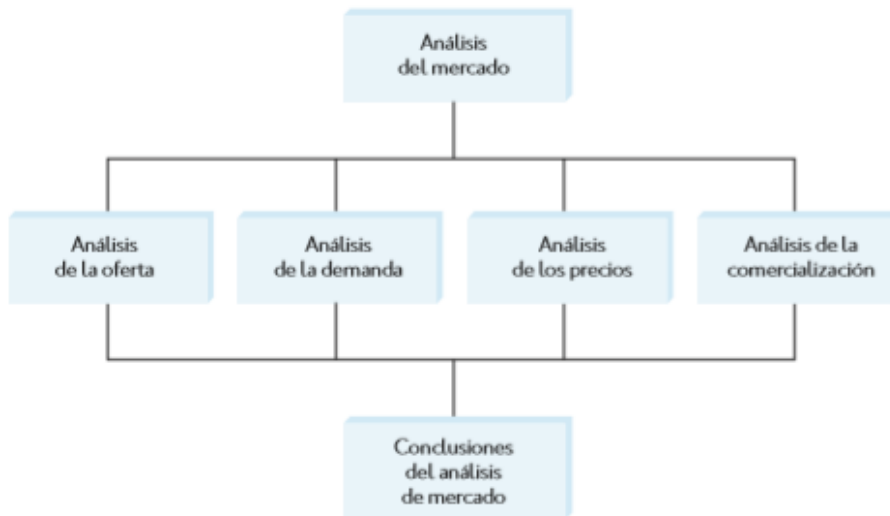 Análisis
del mercado
Análisis
de la oferta
Análisis
de la demanda
Análisis
de los precios
Análisis de la
comercialización
Conclusiones
del análisis
de mercado